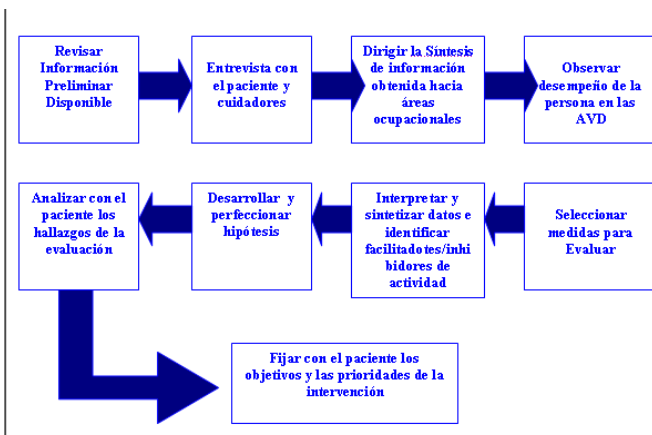 Revisar
Información
Preliminar
Disponible
Entrevista con
el paciente y
cuidadores
Dirigir la Síntesis
de información
obtenida hacia
áreas
ocupacionales
Observar
desempeño de la
persona en las
AVD
Analizar con el
paciente los
hallazgos de la
evaluación
Desarrollar y
perfeccionar
hipótesis
Interpretar y
sintetizar datos e
identificar
facilitadotes/inhi
bidores de
actividad
Seleccionar
medidas para
Evaluar
Fijar con el paciente los
objetivos y las prioridades de la
intervención